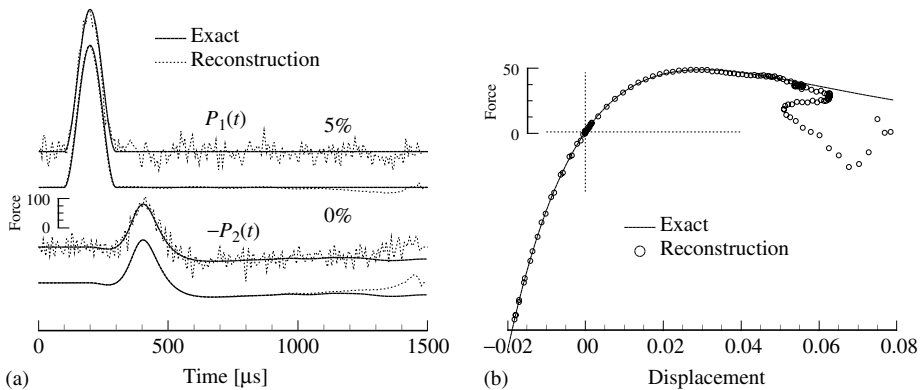 Exact
Reconstruction
P₁(t)
5%
Force
100
0
−P₂(t)
0%
0
500
1000
1500
(a)
Time [μs]
Force
50
0
Exact
Reconstruction
−0.02
0.00
0.02
0.04
0.06
0.08
(b)
Displacement